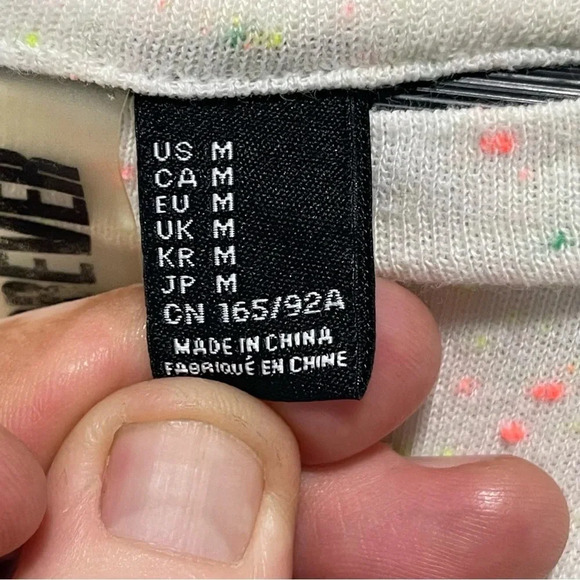 US M
CA M
EU M
UK M
KR M
JP M
CN 165/92A
MADE IN CHINA
FABRIQUÉ EN CHINE